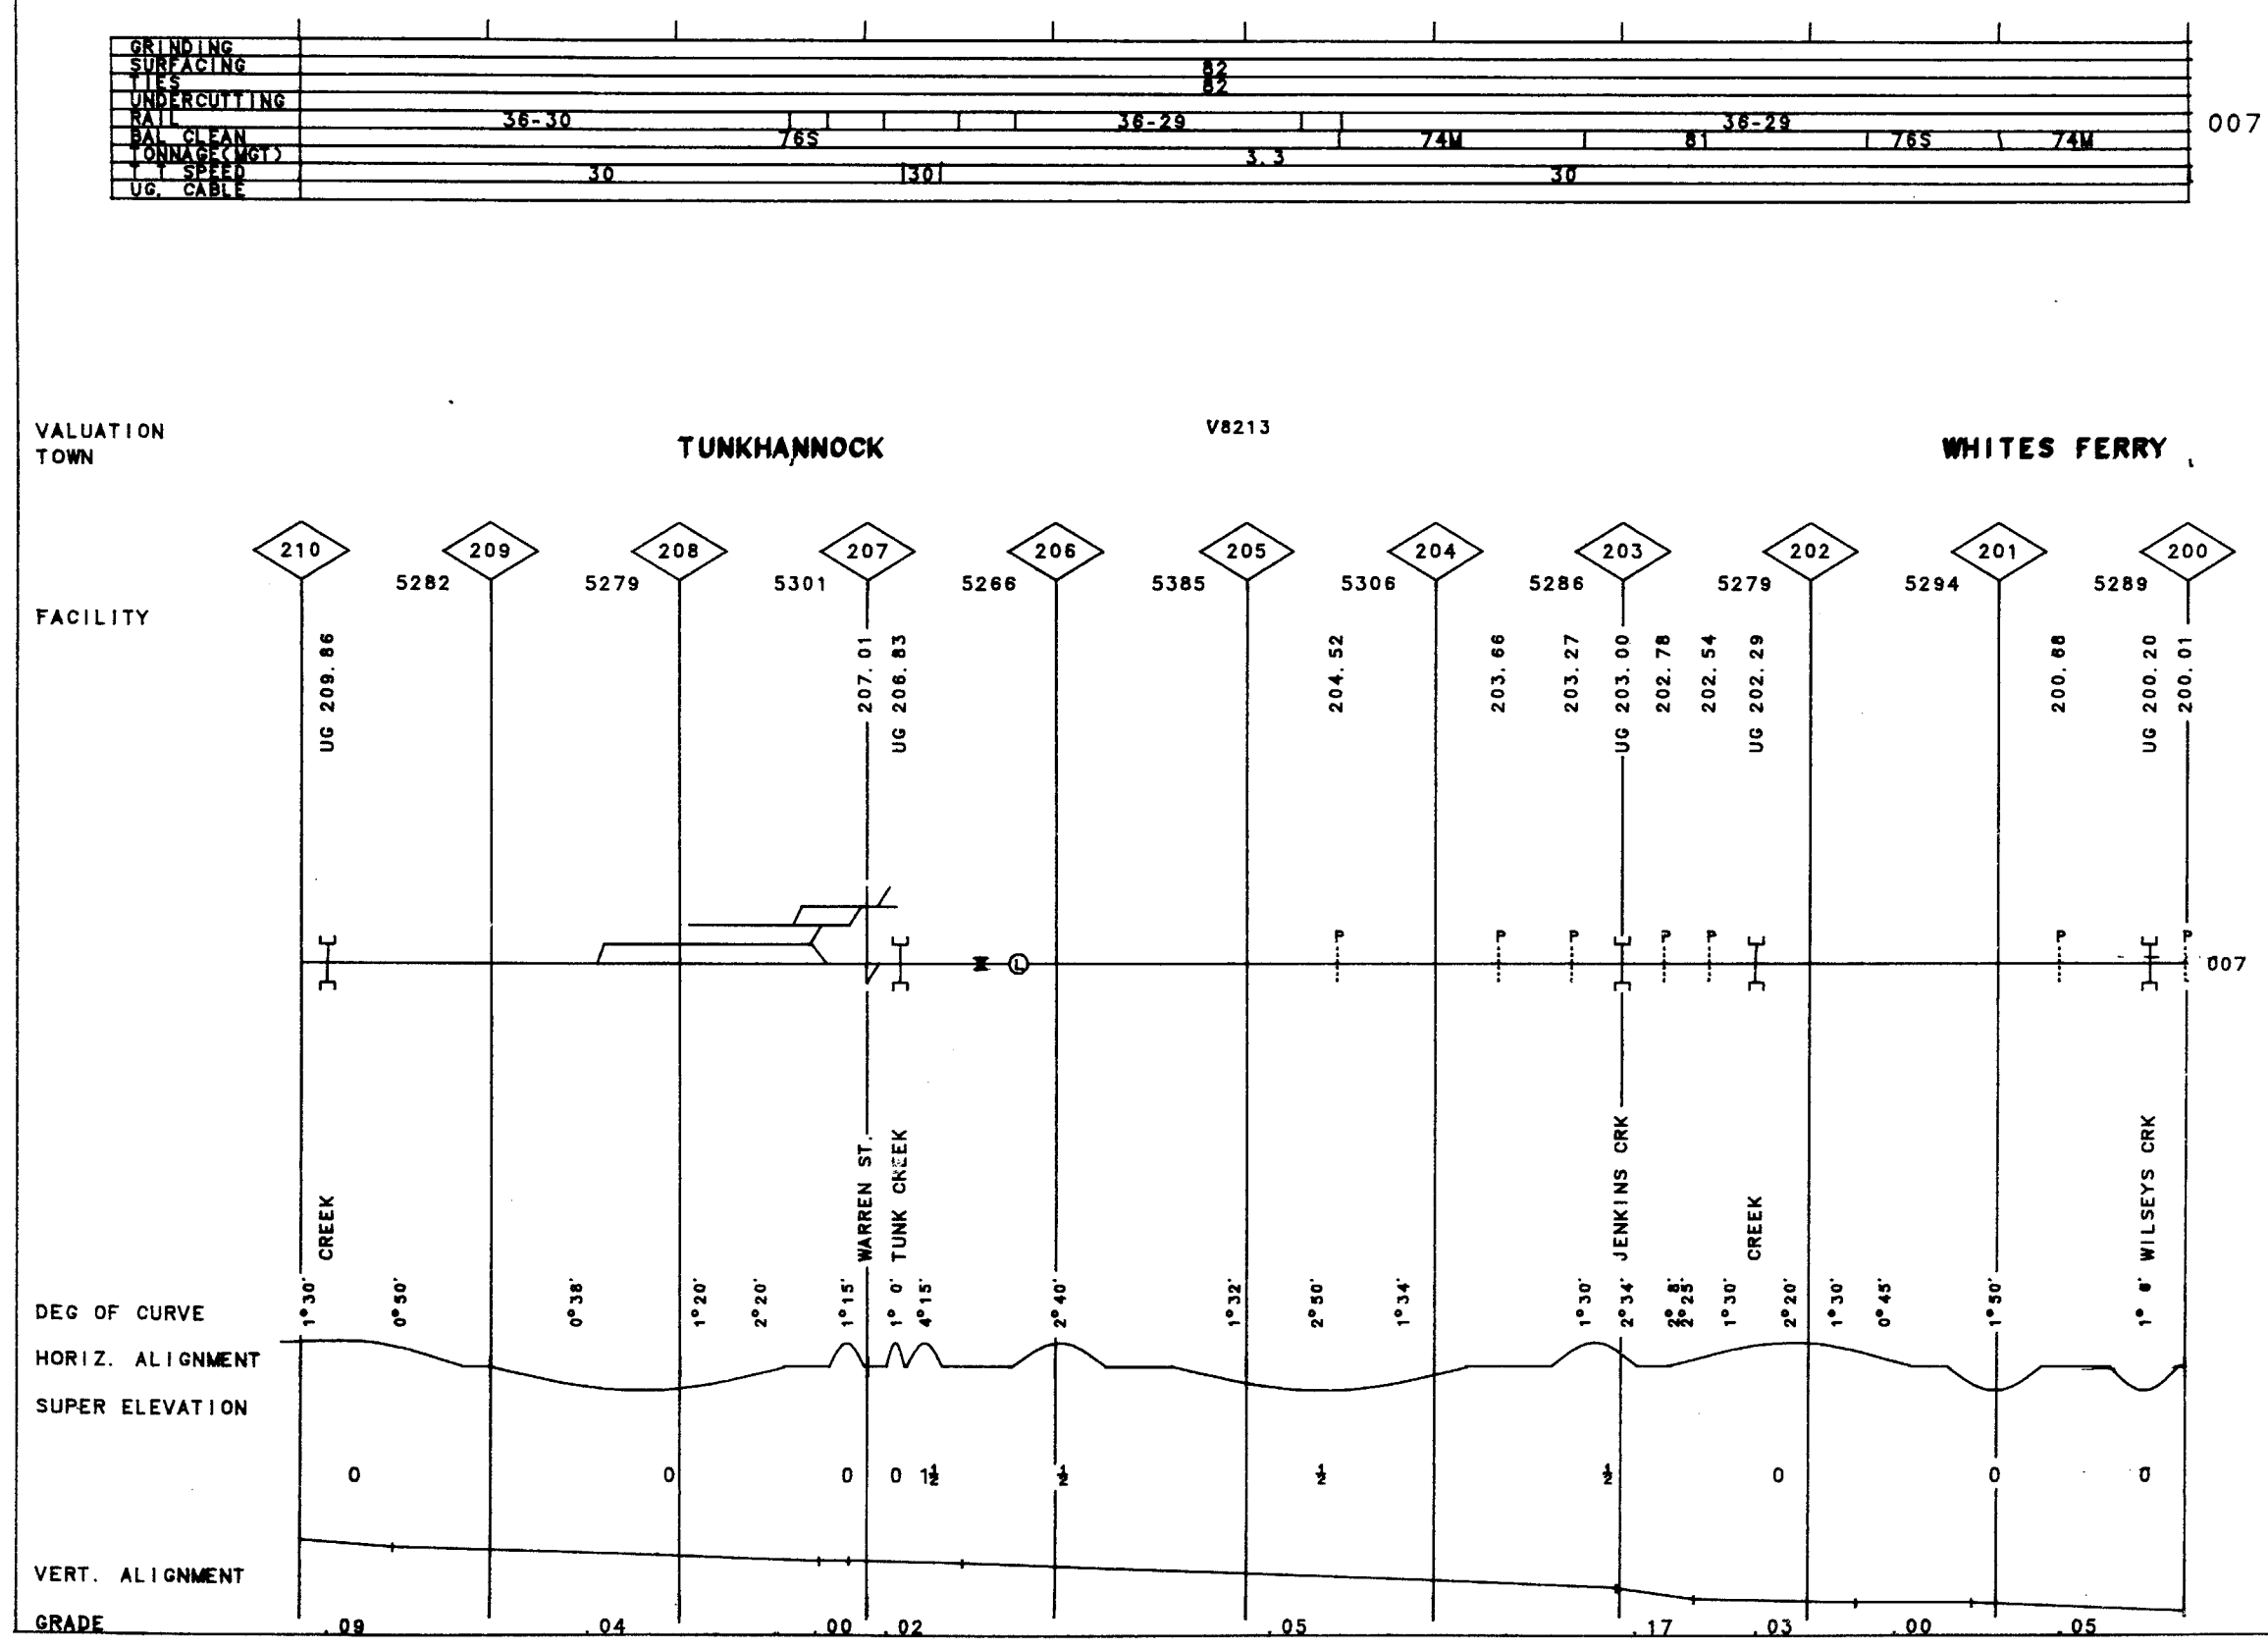 GRINDING
SURFACING 82
TIES 82
UNDERCUTTING
RAIL 36-30 36-29 36-29 007
BAL CLEAN 76S 74M 81 76S 74M
TONNAGE(MGT) 3.3
T T SPEED 30 30 30
UG. CABLE
VALUATION V8213
TOWN TUNKHANNOCK WHITES FERRY
210 209 208 207 206 205 204 203 202 201 200
5282 5279 5301 5266 5385 5306 5286 5279 5294 5289
FACILITY
UG 209.86 207.01 UG 206.83 204.52 203.66 203.27 UG 203.00 202.78 202.54 UG 202.29 200.68 UG 200.20 200.01
P P P P P P P
L 007
CREEK WARREN ST. TUNK CREEK JENKINS CRK CREEK WILSEYS CRK
DEG OF CURVE 1°30' 0°50' 0°38' 1°20' 2°20' 1°15' 1° 0' 4°15' 2°40' 1°32' 2°50' 1°34' 1°30' 2°34' 2° 8' 2°25' 1°30' 2°20' 1°30' 0°45' 1°50'
HORIZ. ALIGNMENT
SUPER ELEVATION
0 0 0 0 1½ ½ ½ ½ 0 0 0
VERT. ALIGNMENT
GRADE .09 .04 .00 .02 .05 .17 .03 .00 .05